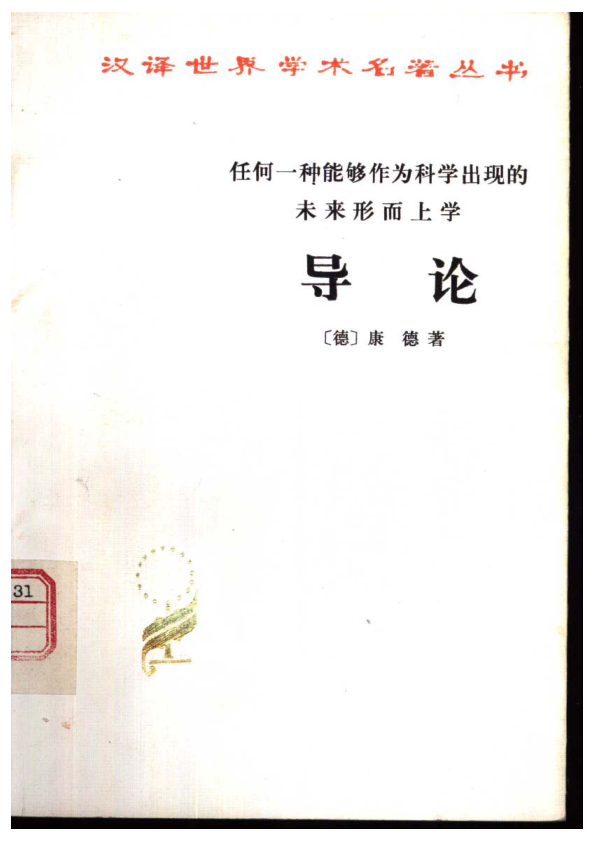 汉译世界学术名著丛书
任何一种能够作为科学出现的
未来形而上学
导 论
〔德〕康 德著
31